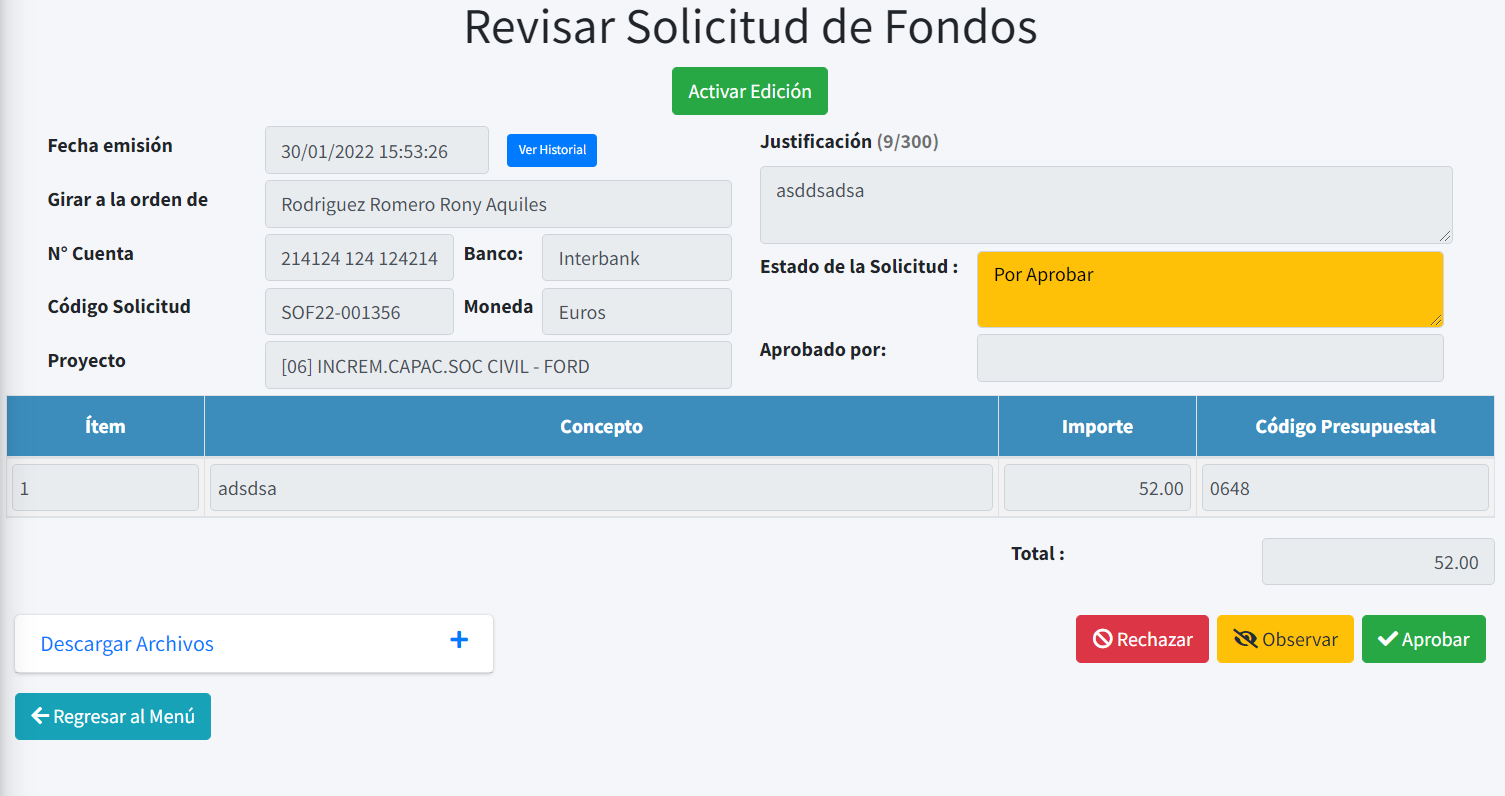 Revisar Solicitud de Fondos
Activar Edición
Fecha emisión
30/01/2022 15:53:26
Ver Historial
Girar a la orden de
Rodriguez Romero Rony Aquiles
N° Cuenta
214124 124 124214
Banco:
Interbank
Código Solicitud
SOF22-001356
Moneda
Euros
Proyecto
[06] INCREM.CAPAC.SOC CIVIL - FORD
Justificación (9/300)
asddsadsa
Estado de la Solicitud :
Por Aprobar
Aprobado por:
Ítem
Concepto
Importe
Código Presupuestal
1
adsdsa
52.00
0648
Total :
52.00
Descargar Archivos
Rechazar
Observar
Aprobar
Regresar al Menú